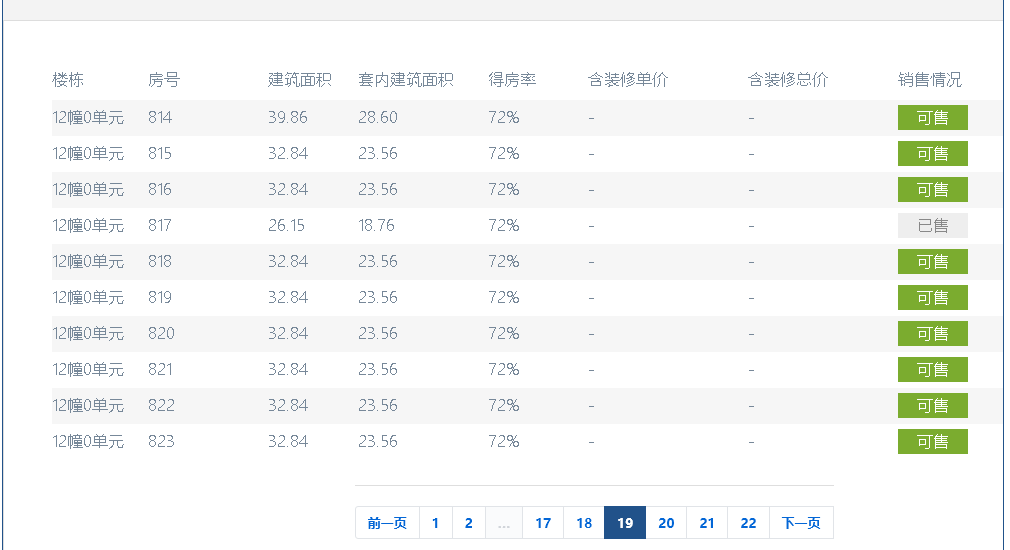 楼栋 房号 建筑面积 套内建筑面积 得房率 含装修单价 含装修总价 销售情况
12幢0单元 814 39.86 28.60 72% - - 可售
12幢0单元 815 32.84 23.56 72% - - 可售
12幢0单元 816 32.84 23.56 72% - - 可售
12幢0单元 817 26.15 18.76 72% - - 已售
12幢0单元 818 32.84 23.56 72% - - 可售
12幢0单元 819 32.84 23.56 72% - - 可售
12幢0单元 820 32.84 23.56 72% - - 可售
12幢0单元 821 32.84 23.56 72% - - 可售
12幢0单元 822 32.84 23.56 72% - - 可售
12幢0单元 823 32.84 23.56 72% - - 可售
前一页 1 2 ... 17 18 19 20 21 22 下一页